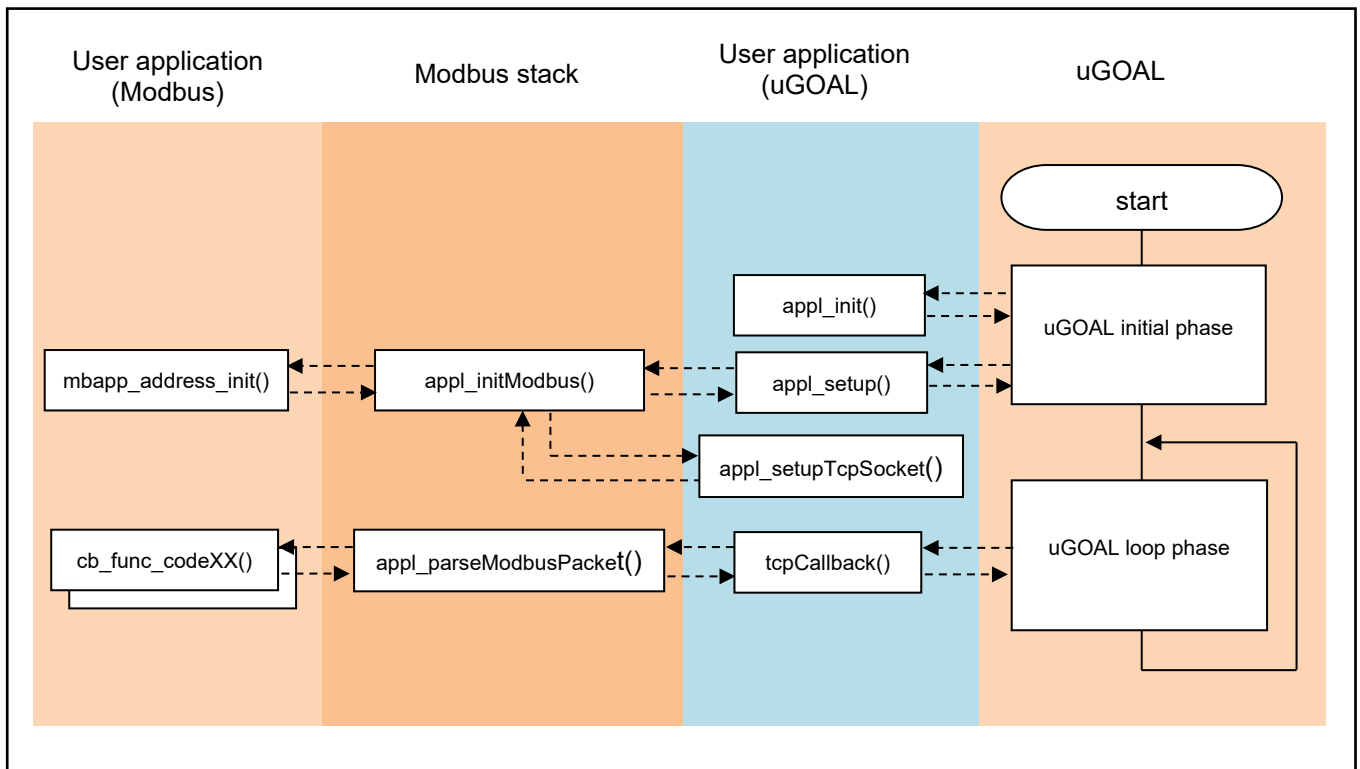 User application
(Modbus)
Modbus stack
User application
(uGOAL)
uGOAL
start
appl_init()
uGOAL initial phase
mbapp_address_init()
appl_initModbus()
appl_setup()
appl_setupTcpSocket()
cb_func_codeXX()
appl_parseModbusPacket()
tcpCallback()
uGOAL loop phase